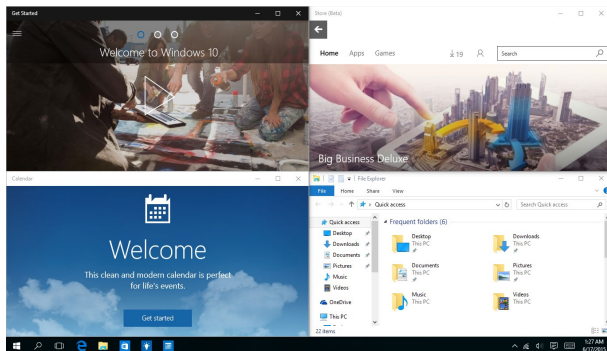 Get Started
Welcome to Windows 10
Store (Beta)
Home Apps Games 19 Search
Big Business Deluxe
Calendar
Welcome
This clean and modern calendar is perfect
for life's events.
Get started
File Explorer
File Home Share View
Quick access Search Quick access
Quick access
Desktop
Downloads
Documents
Pictures
Music
Videos
OneDrive
This PC
22 items
Frequent folders (6)
Desktop
This PC
Downloads
This PC
Documents
This PC
Pictures
This PC
Music
This PC
Videos
This PC
1:27 AM
6/17/2015